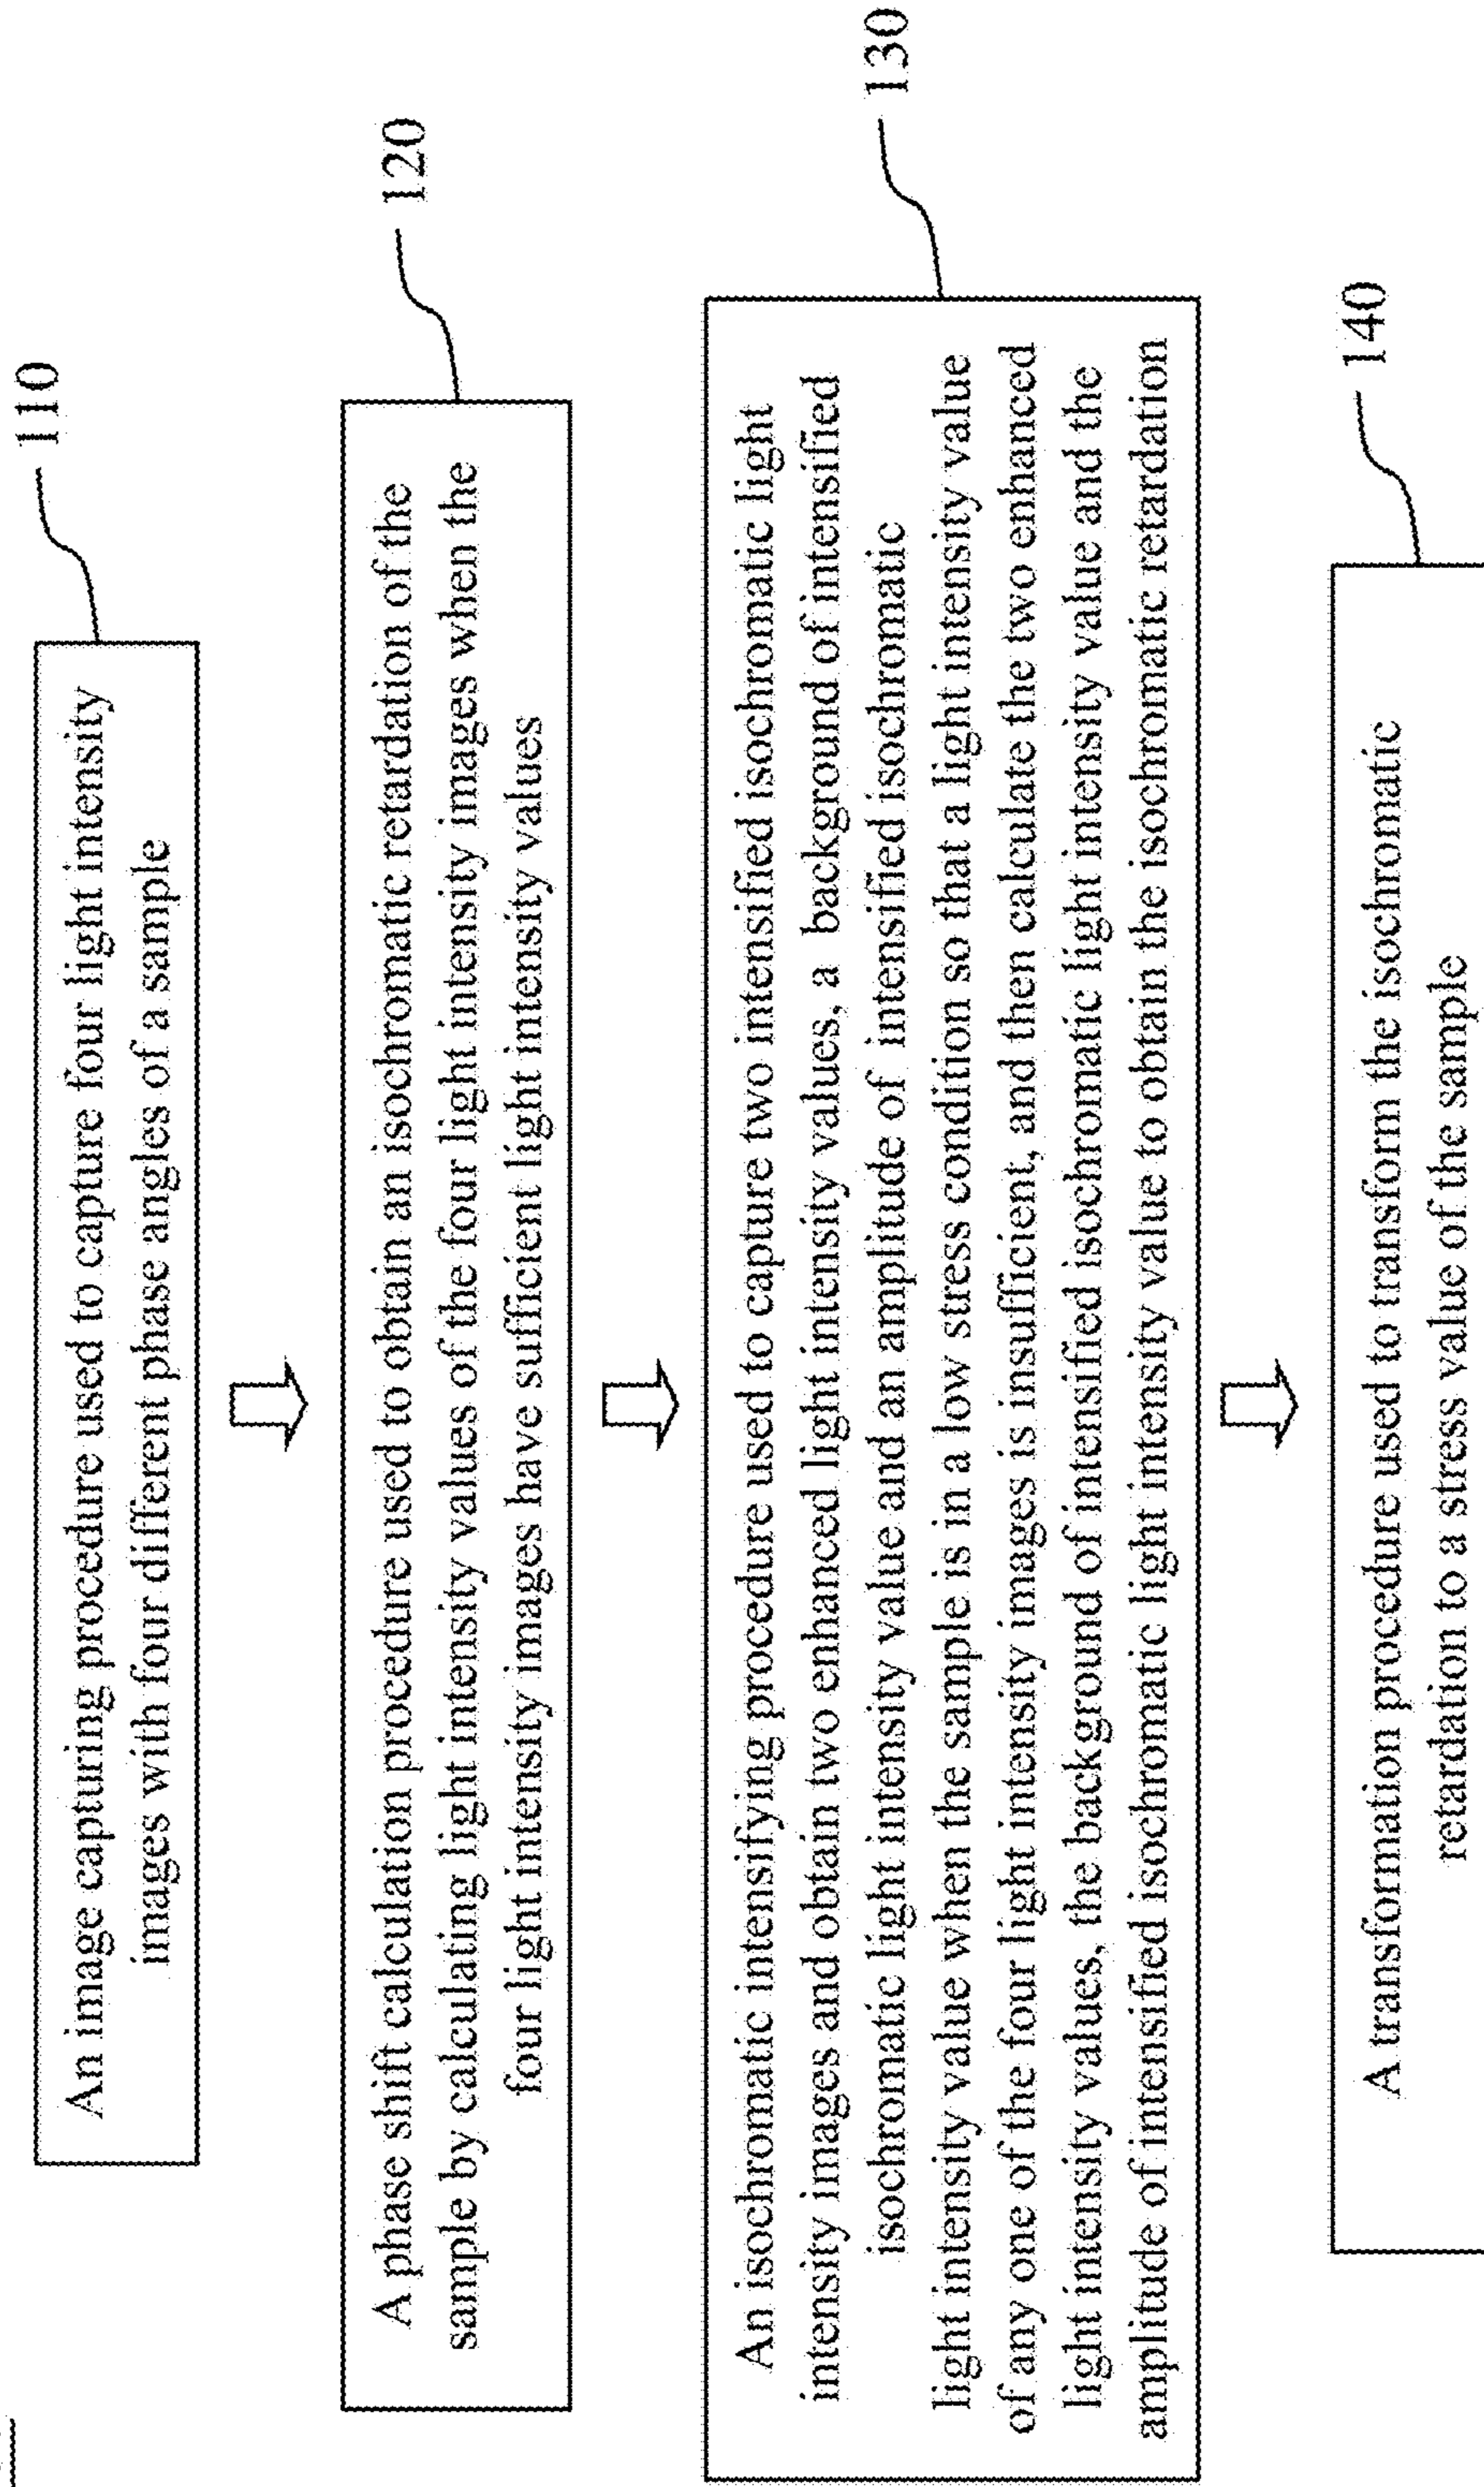 110
An image capturing procedure used to capture four light intensity
images with four different phase angles of a sample
120
A phase shift calculation procedure used to obtain an isochromatic retardation of the
sample by calculating light intensity values of the four light intensity images when the
four light intensity images have sufficient light intensity values
130
An isochromatic intensifying procedure used to capture two intensified isochromatic light
intensity images and obtain two enhanced light intensity values, a background of intensified
isochromatic light intensity value and an amplitude of intensified isochromatic
light intensity value when the sample is in a low stress condition so that a light intensity value
of any one of the four light intensity images is insufficient, and then calculate the two enhanced
light intensity values, the background of intensified isochromatic light intensity value and the
amplitude of intensified isochromatic light intensity value to obtain the isochromatic retardation
140
A transformation procedure used to transform the isochromatic
retardation to a stress value of the sample